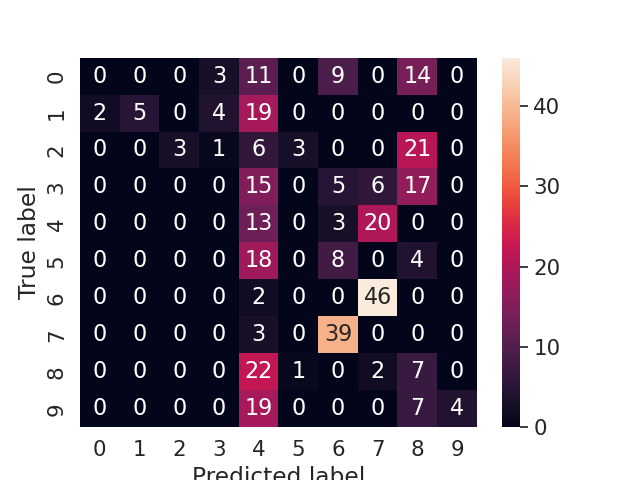 0 0 0 0 3 11 0 9 0 14 0
1 2 5 0 4 19 0 0 0 0 0
2 0 0 3 1 6 3 0 0 21 0
3 0 0 0 0 15 0 5 6 17 0
4 0 0 0 0 13 0 3 20 0 0
5 0 0 0 0 18 0 8 0 4 0
6 0 0 0 0 2 0 0 46 0 0
7 0 0 0 0 3 0 39 0 0 0
8 0 0 0 0 22 1 0 2 7 0
9 0 0 0 0 19 0 0 0 7 4
0 1 2 3 4 5 6 7 8 9
True label
Predicted label
40
30
20
10
0